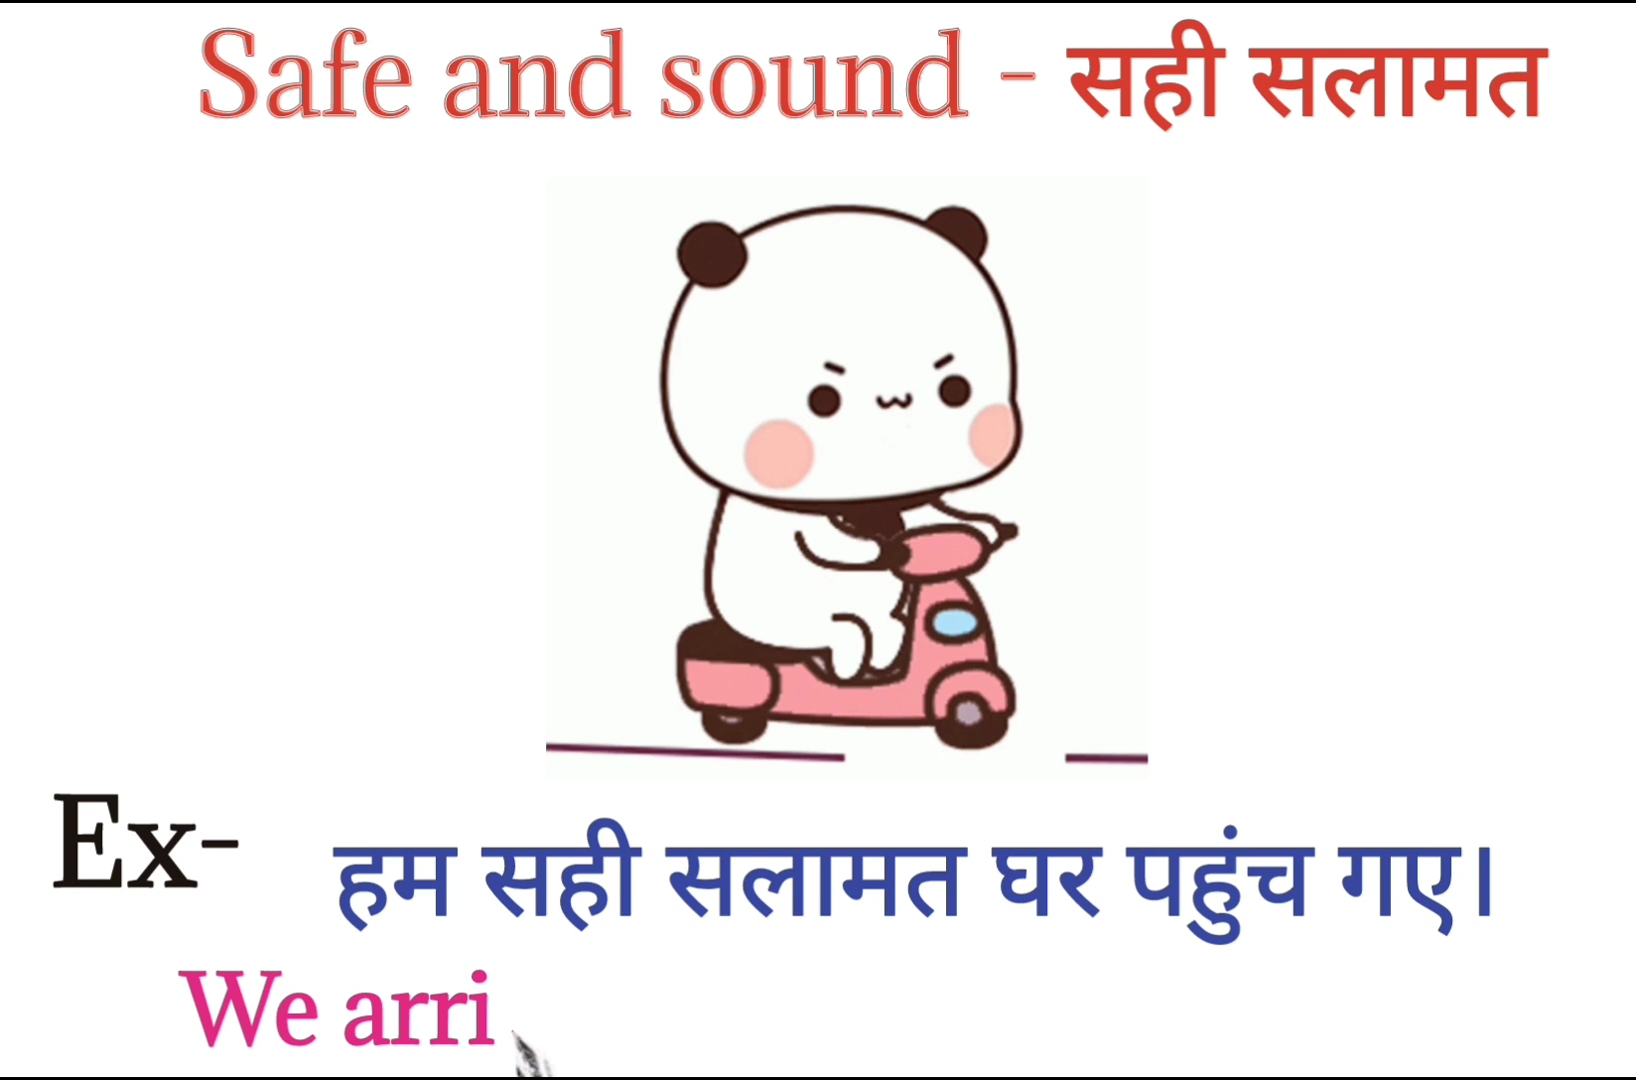 Safe and sound - सही सलामत
Ex- हम सही सलामत घर पहुंच गए।
We arri